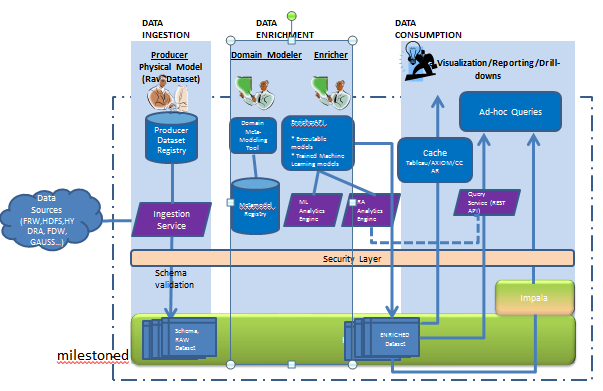 DATA
INGESTION
DATA
ENRICHMENT
DATA
CONSUMPTION
Producer
Physical Model
(Raw Dataset)
Domain Modeler
Enricher
Visualization/Reporting/Drill-
downs
Producer
Dataset
Registry
Domain
Meta-
Modeling
Tool
* Executable
models
* Trained Machine
Learning models
Ad-hoc Queries
Cache
Tableau/AXIOM/CC
AR
Data
Sources
(FRW,HDFS,HY
DRA, FDW,
GAUSS...)
Ingestion
Service
Metamodel
Registry
ML
Analytics
Engine
RA
Analytics
Engine
Query
Service (REST
API)
Security Layer
Schema
validation
Impala
milestoned
Schema,
RAW
Dataset
ENRICHED
Dataset